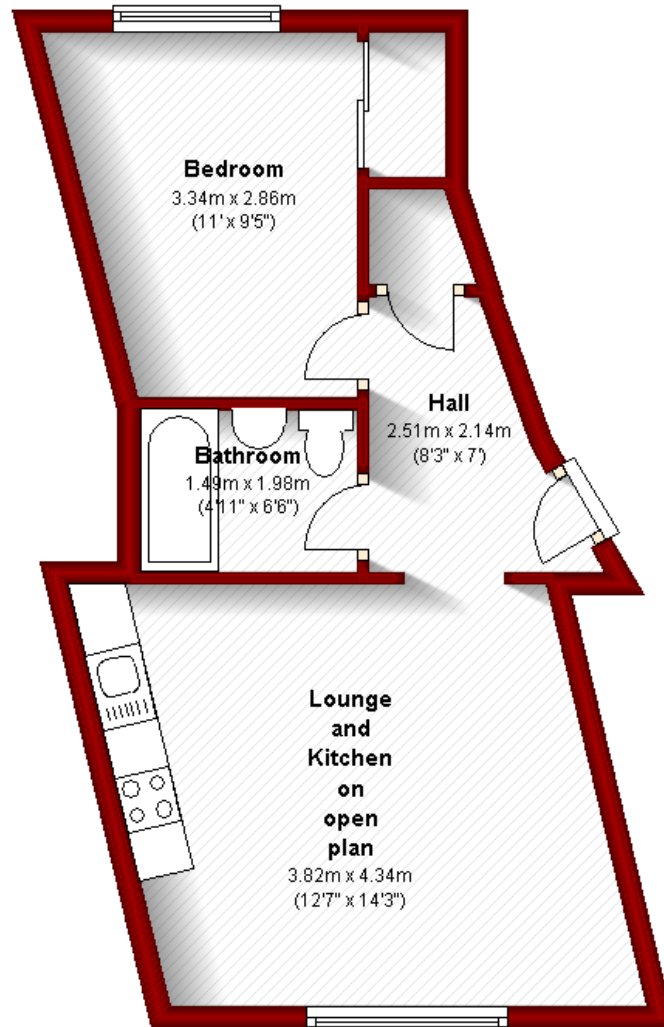 Bedroom
3.34m x 2.86m
(11' x 9'5")
Hall
2.51m x 2.14m
(8'3" x 7')
Bathroom
1.49m x 1.98m
(4'11" x 6'6")
Lounge
and
Kitchen
on
open
plan
3.82m x 4.34m
(12'7" x 14'3")